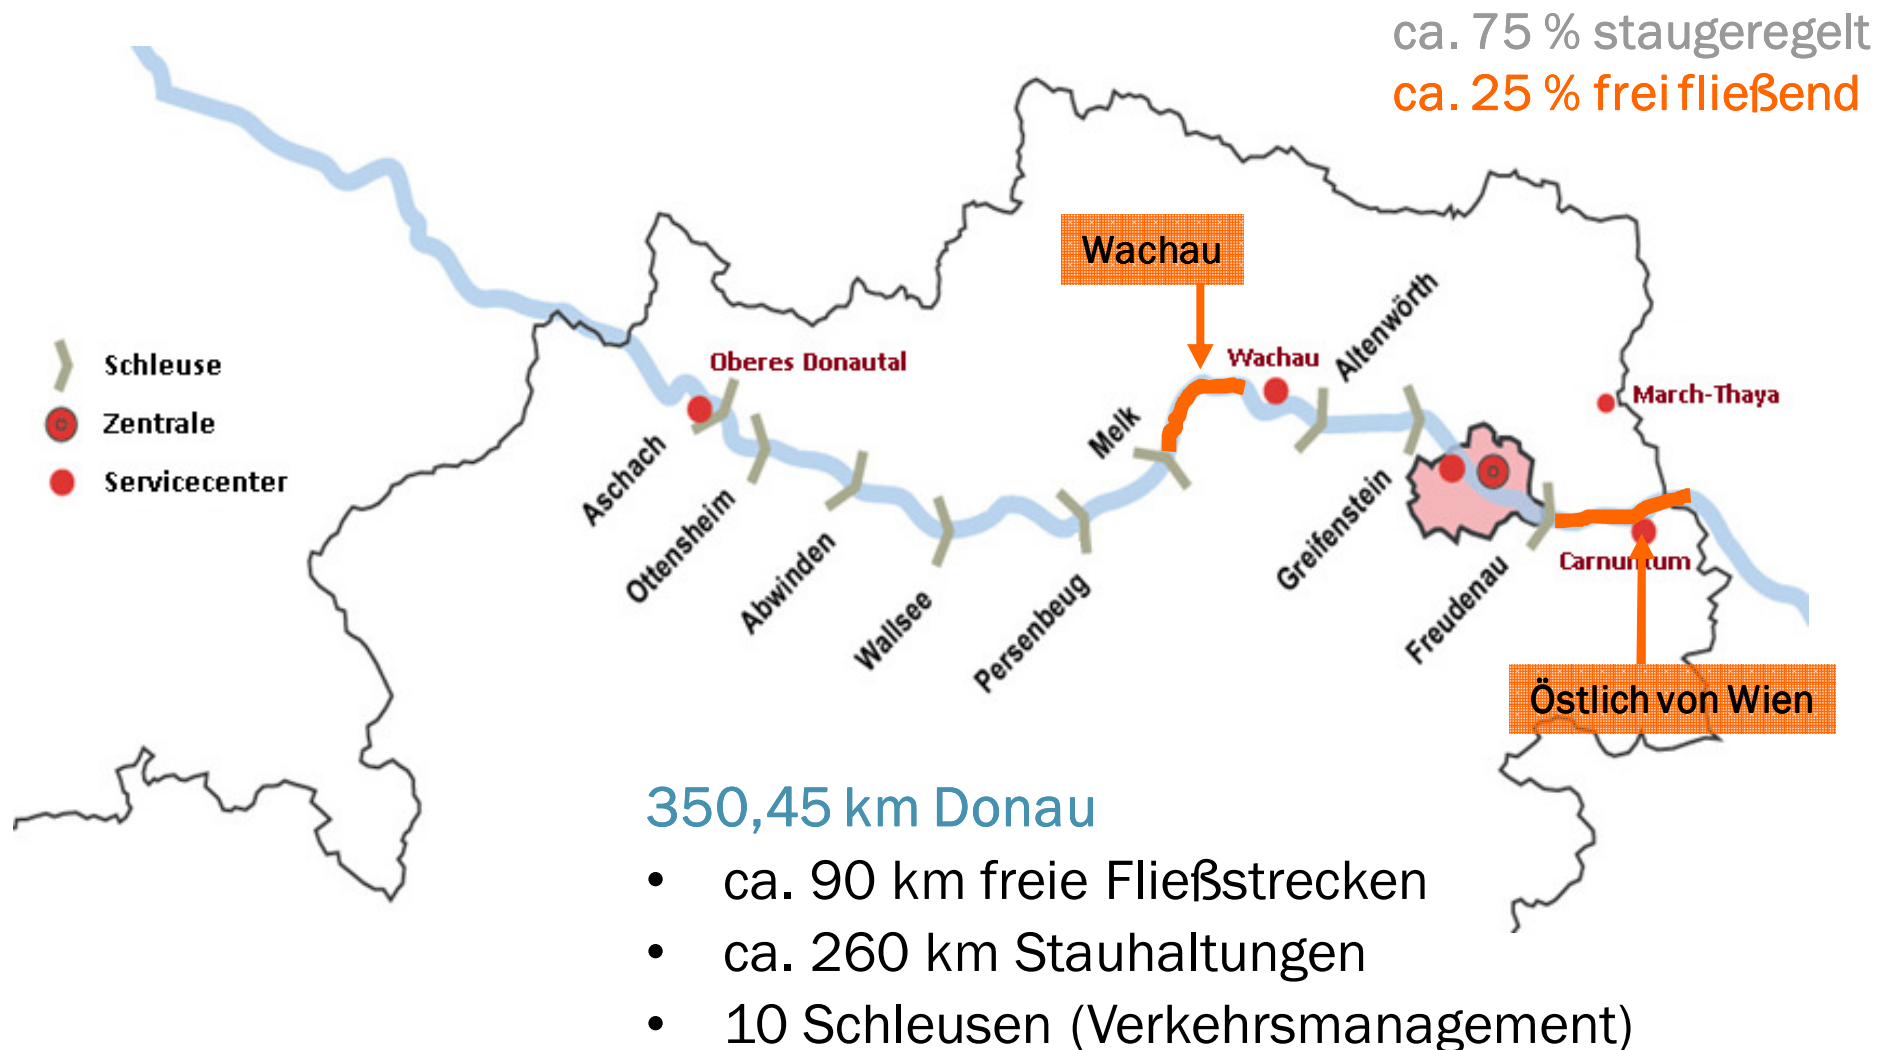 ca. 75 % staugeregelt
ca. 25 % frei fließend
Wachau
Altenwörth
Schleuse
Oberes Donautal
Wachau
March-Thaya
Zentrale
Melk
Servicecenter
Aschach
Ottensheim
Abwinden
Wallsee
Persenbeug
Greifenstein
Freudenau
Carnuntum
Östlich von Wien
350,45 km Donau
• ca. 90 km freie Fließstrecken
• ca. 260 km Stauhaltungen
• 10 Schleusen (Verkehrsmanagement)